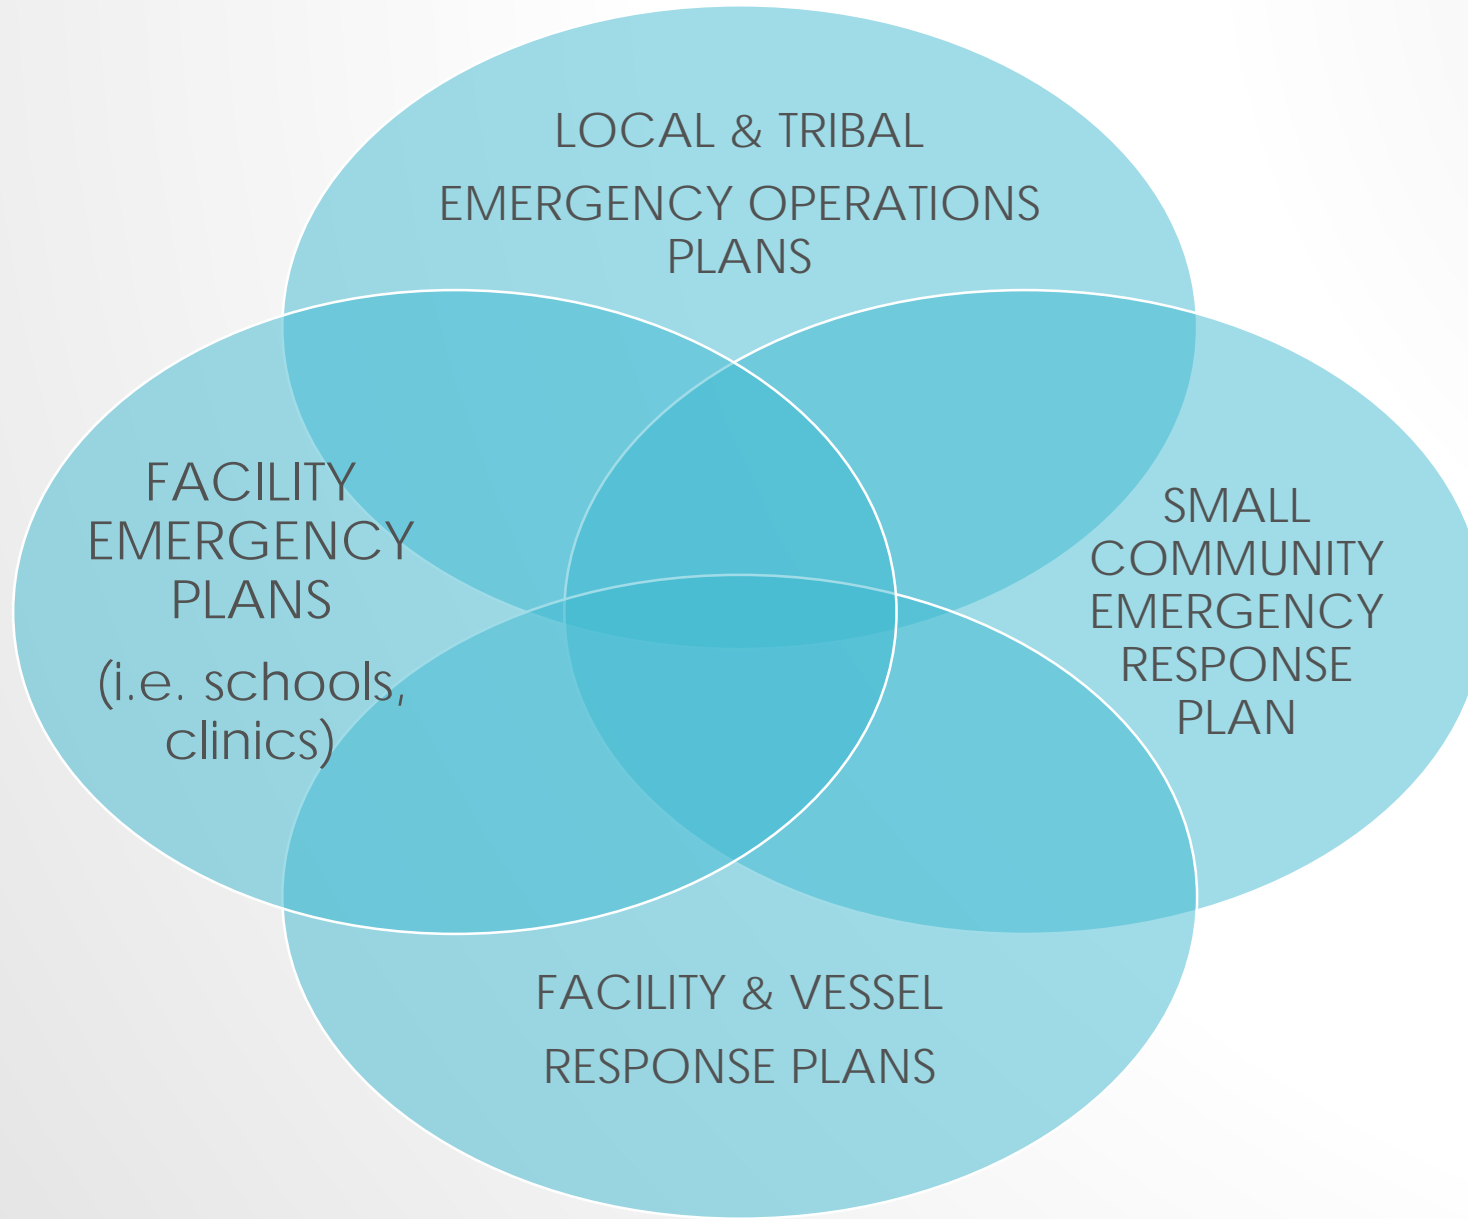 LOCAL & TRIBAL
EMERGENCY OPERATIONS
PLANS
FACILITY
EMERGENCY
PLANS
(i.e. schools,
clinics)
SMALL
COMMUNITY
EMERGENCY
RESPONSE
PLAN
FACILITY & VESSEL
RESPONSE PLANS